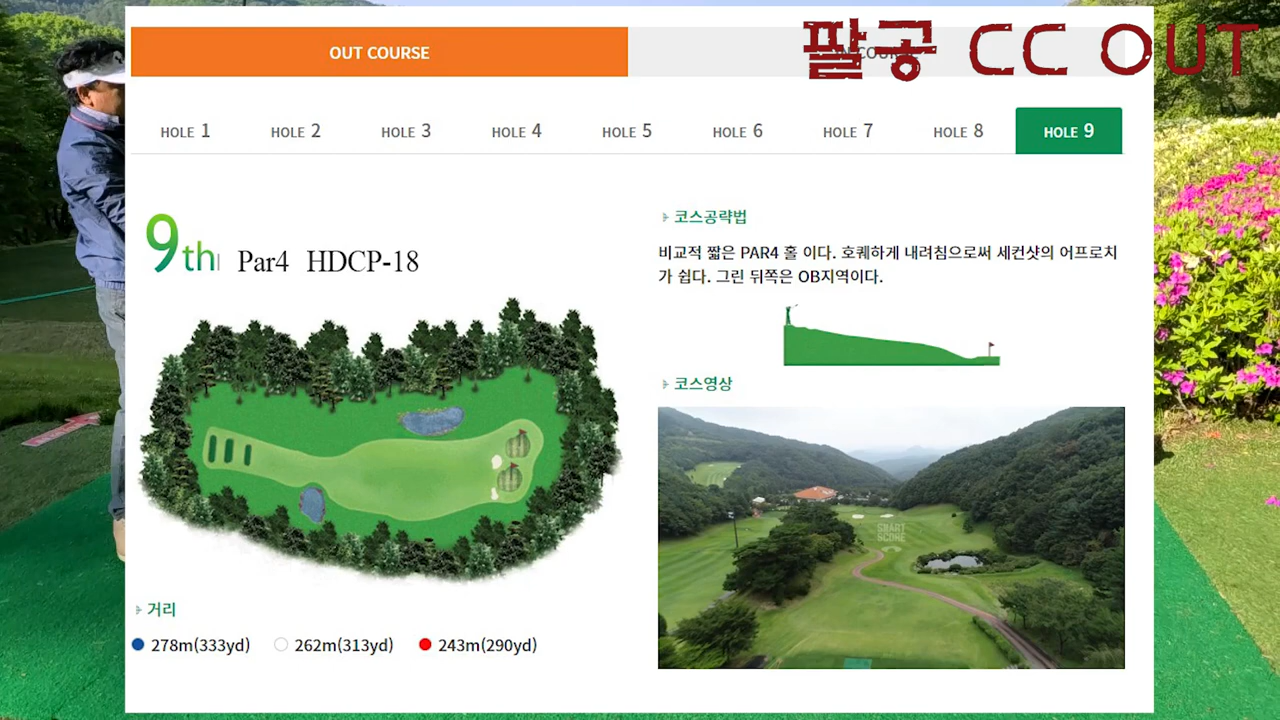 팔공 CC OUT
OUT COURSE
HOLE 1 HOLE 2 HOLE 3 HOLE 4 HOLE 5 HOLE 6 HOLE 7 HOLE 8 HOLE 9
9th Par4 HDCP-18
코스공략법
비교적 짧은 PAR4 홀 이다. 호쾌하게 내려침으로써 세컨샷의 어프로치
가 쉽다. 그린 뒤쪽은 OB지역이다.
코스영상
SMART
SCORE
거리
278m(333yd) 262m(313yd) 243m(290yd)